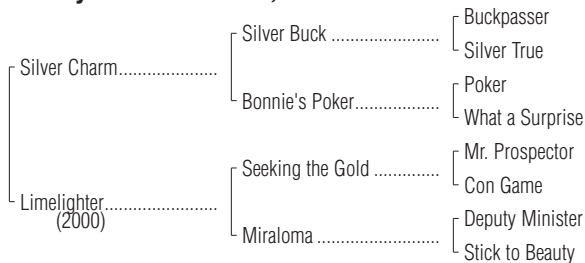 Buckpasser
Silver Buck ......................
Silver True
Silver Charm....................
Poker
Bonnie's Poker.................
What a Surprise
Mr. Prospector
Seeking the Gold .............
Con Game
Limelighter.......................
(2000)
Deputy Minister
Miraloma .........................
Stick to Beauty